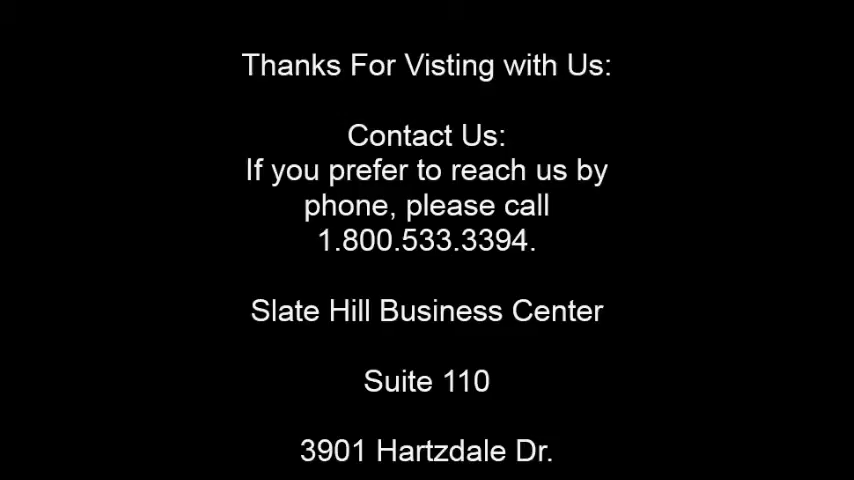 Thanks For Visting with Us:
Contact Us:
If you prefer to reach us by
phone, please call
1.800.533.3394.
Slate Hill Business Center
Suite 110
3901 Hartzdale Dr.